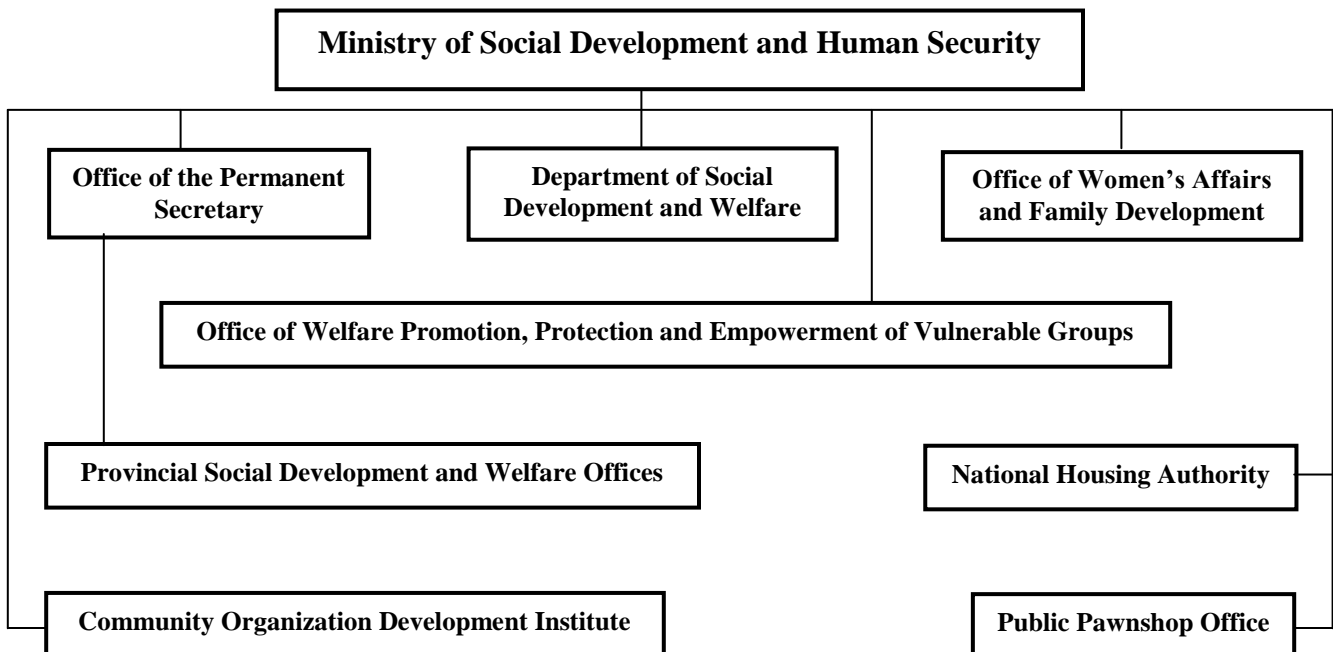 Ministry of Social Development and Human Security
Office of the Permanent
Secretary
Department of Social
Development and Welfare
Office of Women’s Affairs
and Family Development
Office of Welfare Promotion, Protection and Empowerment of Vulnerable Groups
Provincial Social Development and Welfare Offices
National Housing Authority
Community Organization Development Institute
Public Pawnshop Office